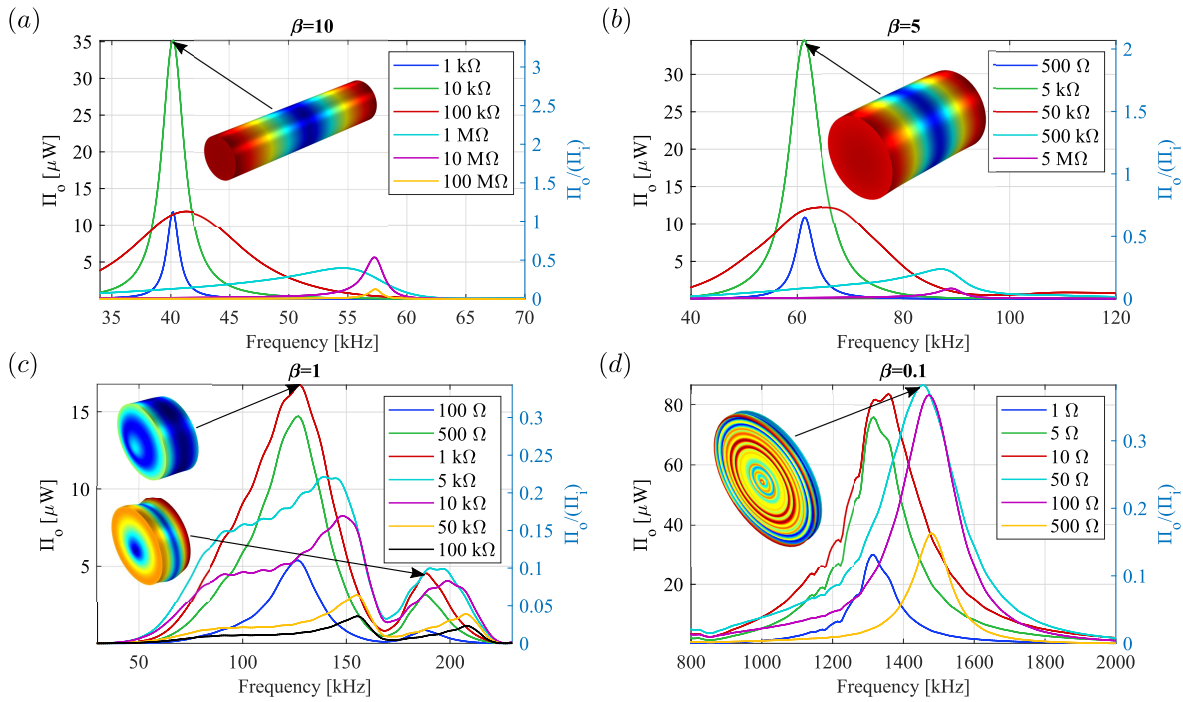 (a)
β=10
Π_o [μW]
35
30
25
20
15
10
5
3
2.5
2
1.5
1
0.5
0
Π_o/(Π_i)
1 kΩ
10 kΩ
100 kΩ
1 MΩ
10 MΩ
100 MΩ
35 40 45 50 55 60 65 70
Frequency [kHz]
(b)
β=5
Π_o [μW]
30
25
20
15
10
5
2
1.5
1
0.5
0
Π_o/(Π_i)
500 Ω
5 kΩ
50 kΩ
500 kΩ
5 MΩ
40 60 80 100 120
Frequency [kHz]
(c)
β=1
Π_o [μW]
15
10
5
0.3
0.25
0.2
0.15
0.1
0.05
0
Π_o/(Π_i)
100 Ω
500 Ω
1 kΩ
5 kΩ
10 kΩ
50 kΩ
100 kΩ
50 100 150 200
Frequency [kHz]
(d)
β=0.1
Π_o [μW]
80
60
40
20
0.3
0.2
0.1
0
Π_o/(Π_i)
1 Ω
5 Ω
10 Ω
50 Ω
100 Ω
500 Ω
800 1000 1200 1400 1600 1800 2000
Frequency [kHz]